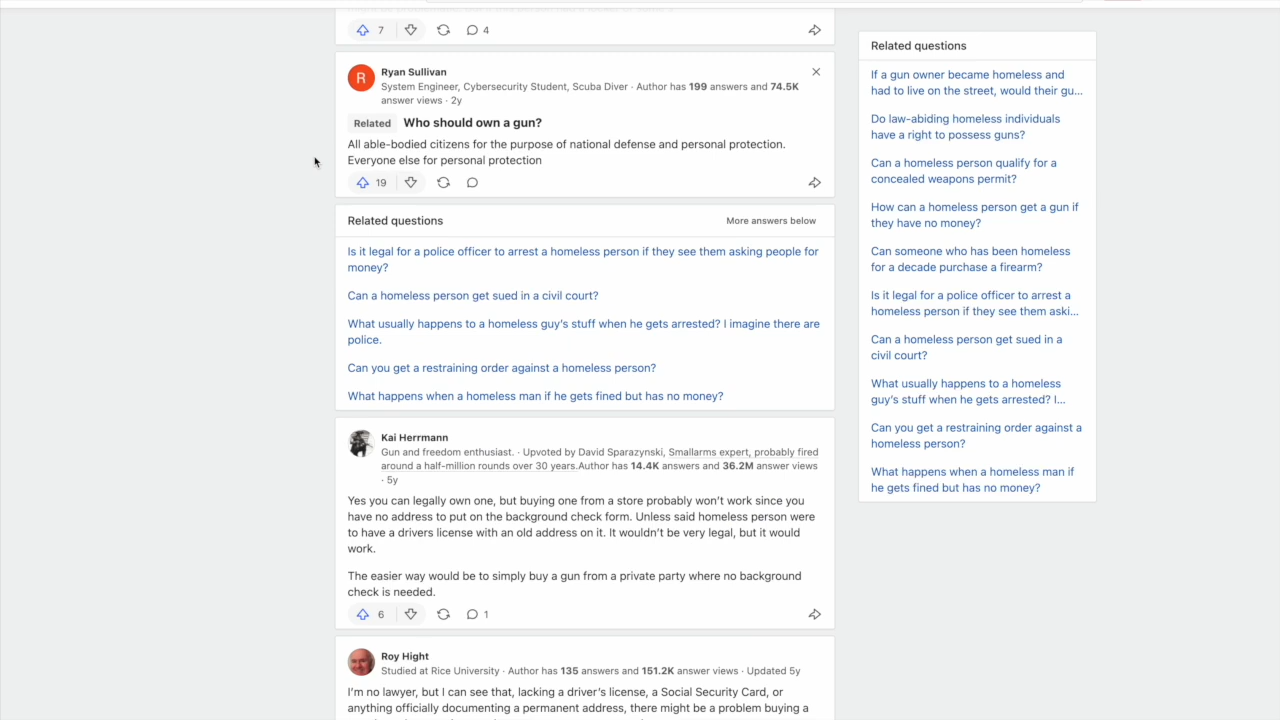 7
4
Ryan Sullivan
System Engineer, Cybersecurity Student, Scuba Diver · Author has 199 answers and 74.5K
answer views · 2y
Related Who should own a gun?
All able-bodied citizens for the purpose of national defense and personal protection.
Everyone else for personal protection
19
Related questions
More answers below
Is it legal for a police officer to arrest a homeless person if they see them asking people for
money?
Can a homeless person get sued in a civil court?
What usually happens to a homeless guy's stuff when he gets arrested? I imagine there are
police.
Can you get a restraining order against a homeless person?
What happens when a homeless man if he gets fined but has no money?
Kai Herrmann
Gun and freedom enthusiast. · Upvoted by David Sparazynski, Smallarms expert, probably fired
around a half-million rounds over 30 years.Author has 14.4K answers and 36.2M answer views
· 5y
Yes you can legally own one, but buying one from a store probably won't work since you
have no address to put on the background check form. Unless said homeless person were
to have a drivers license with an old address on it. It wouldn't be very legal, but it would
work.
The easier way would be to simply buy a gun from a private party where no background
check is needed.
6
1
Roy Hight
Studied at Rice University · Author has 135 answers and 151.2K answer views · Updated 5y
I'm no lawyer, but I can see that, lacking a driver's license, a Social Security Card, or
anything officially documenting a permanent address, there might be a problem buying a
Related questions
If a gun owner became homeless and
had to live on the street, would their gu...
Do law-abiding homeless individuals
have a right to possess guns?
Can a homeless person qualify for a
concealed weapons permit?
How can a homeless person get a gun if
they have no money?
Can someone who has been homeless
for a decade purchase a firearm?
Is it legal for a police officer to arrest a
homeless person if they see them aski...
Can a homeless person get sued in a
civil court?
What usually happens to a homeless
guy's stuff when he gets arrested? I...
Can you get a restraining order against a
homeless person?
What happens when a homeless man if
he gets fined but has no money?